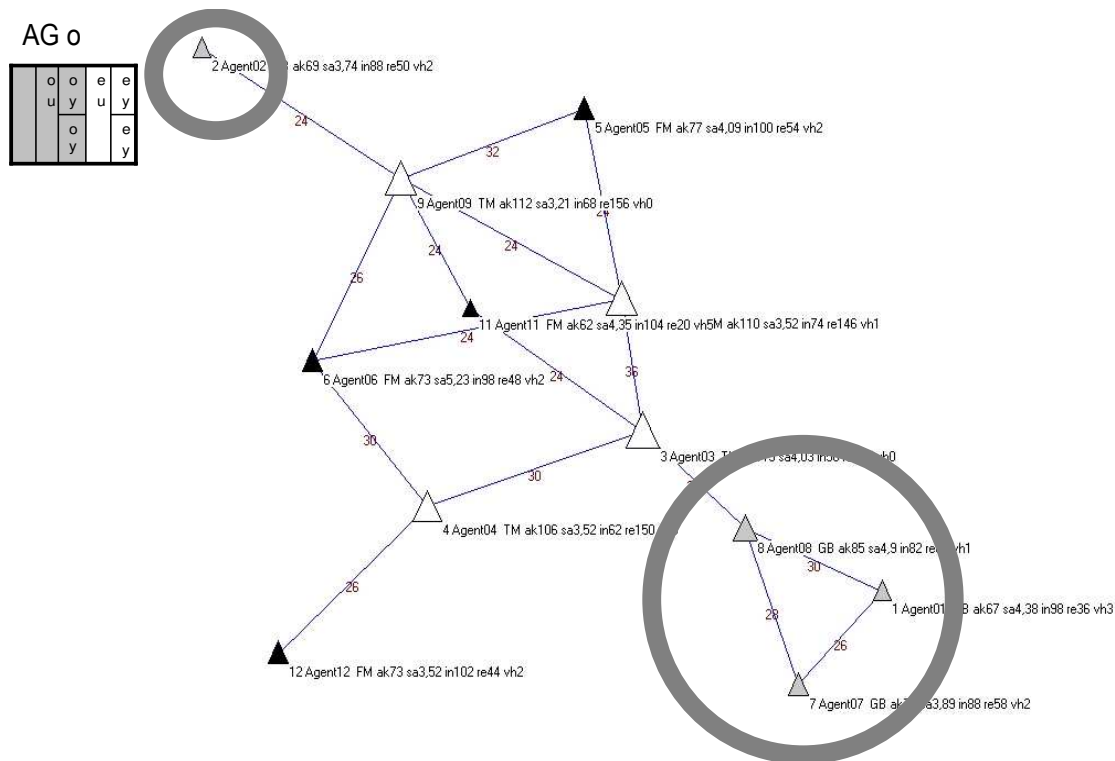 AG o
o o e e
u y u y
o e
y y
2 Agent02 ak69 sa3,74 in88 re50 vh2
24
5 Agent05 FM ak77 sa4,09 in100 re54 vh2
32
9 Agent09 TM ak112 sa3,21 in68 re156 vh0
24
24
24
26
11 Agent11 FM ak62 sa4,35 in104 re20 vh5
M ak110 sa3,52 in74 re146 vh1
24
36
24
6 Agent06 FM ak73 sa5,23 in98 re48 vh2
30
3 Agent03 sa4,03
30
4 Agent04 TM ak106 sa3,52 in62 re150
8 Agent08 GB ak85 sa4,9 in82 vh1
30
26
28
1 Agent01 ak67 sa4,38 in98 re36 vh3
26
12 Agent12 FM ak73 sa3,52 in102 re44 vh2
7 Agent07 GB sa3,89 in88 re58 vh2